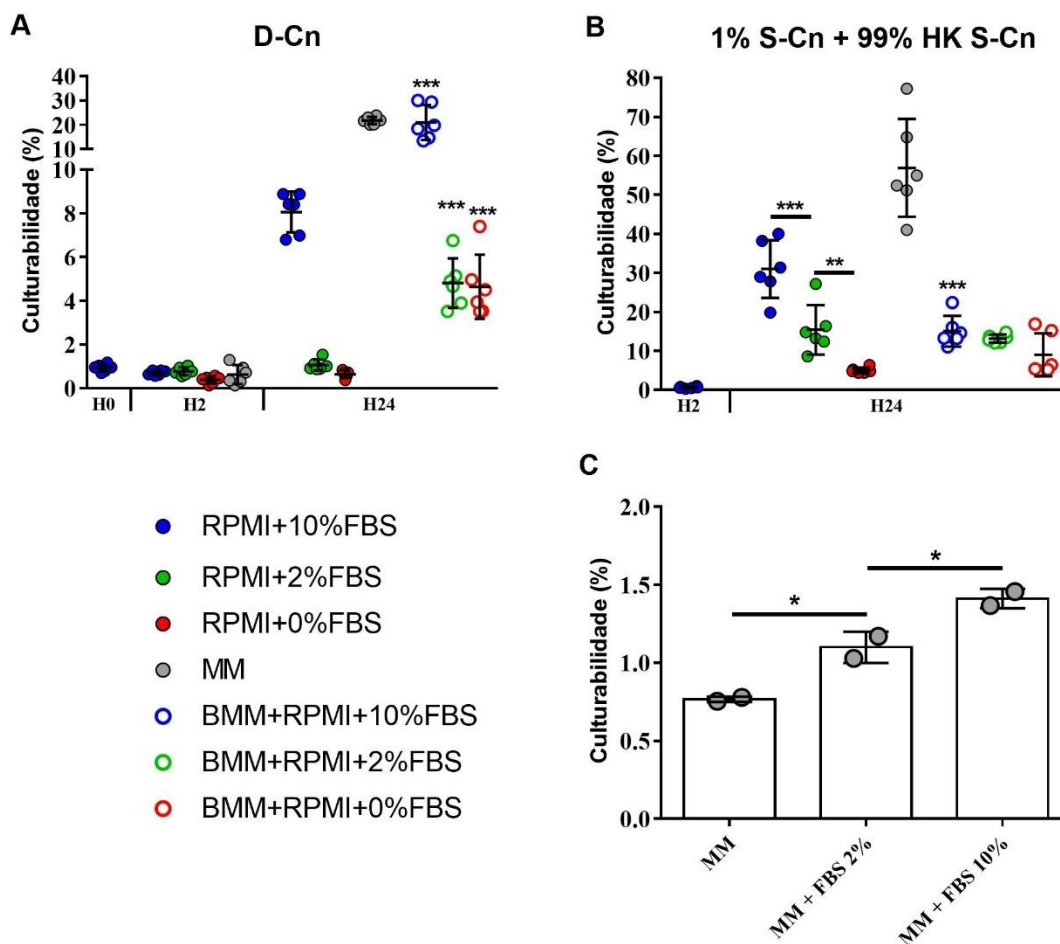 A
D-Cn
Culturabilidade (%)
40
30
20
10
10
8
6
4
2
0
***
***
***
H0
H2
H24
B
1% S-Cn + 99% HK S-Cn
Culturabilidade (%)
80
70
60
50
40
30
20
10
0
***
**
***
H2
H24
RPMI+10%FBS
RPMI+2%FBS
RPMI+0%FBS
MM
BMM+RPMI+10%FBS
BMM+RPMI+2%FBS
BMM+RPMI+0%FBS
C
Culturabilidade (%)
2.0
1.5
1.0
0.5
0.0
*
*
MM
MM + FBS 2%
MM + FBS 10%